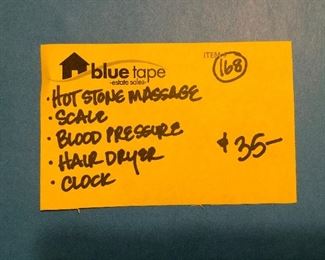 blue tape
-estate sales-
ITEM #
168
• HOT STONE MASSAGE
• SCALE
• BLOOD PRESSURE
• HAIR DRYER
• CLOCK
$35-